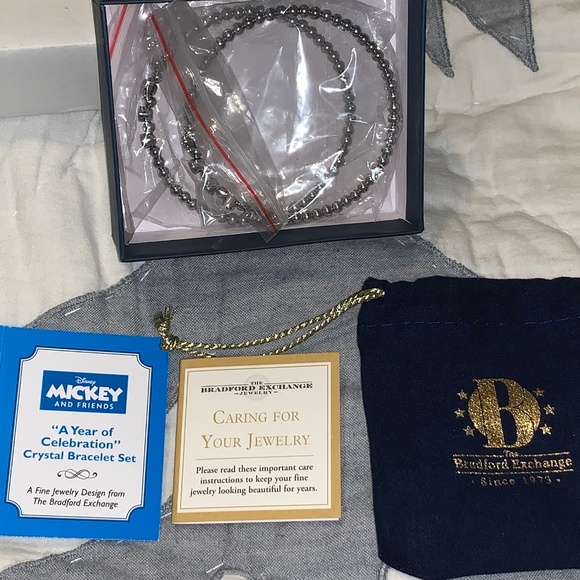 Disney
MICKEY
AND FRIENDS
"A Year of
Celebration"
Crystal Bracelet Set
A Fine Jewelry Design from
The Bradford Exchange
THE
BRADFORD EXCHANGE
JEWELRY
CARING FOR
YOUR JEWELRY
Please read these important care
instructions to keep your fine
jewelry looking beautiful for years.
B
The
Bradford Exchange
· Since 1973 ·